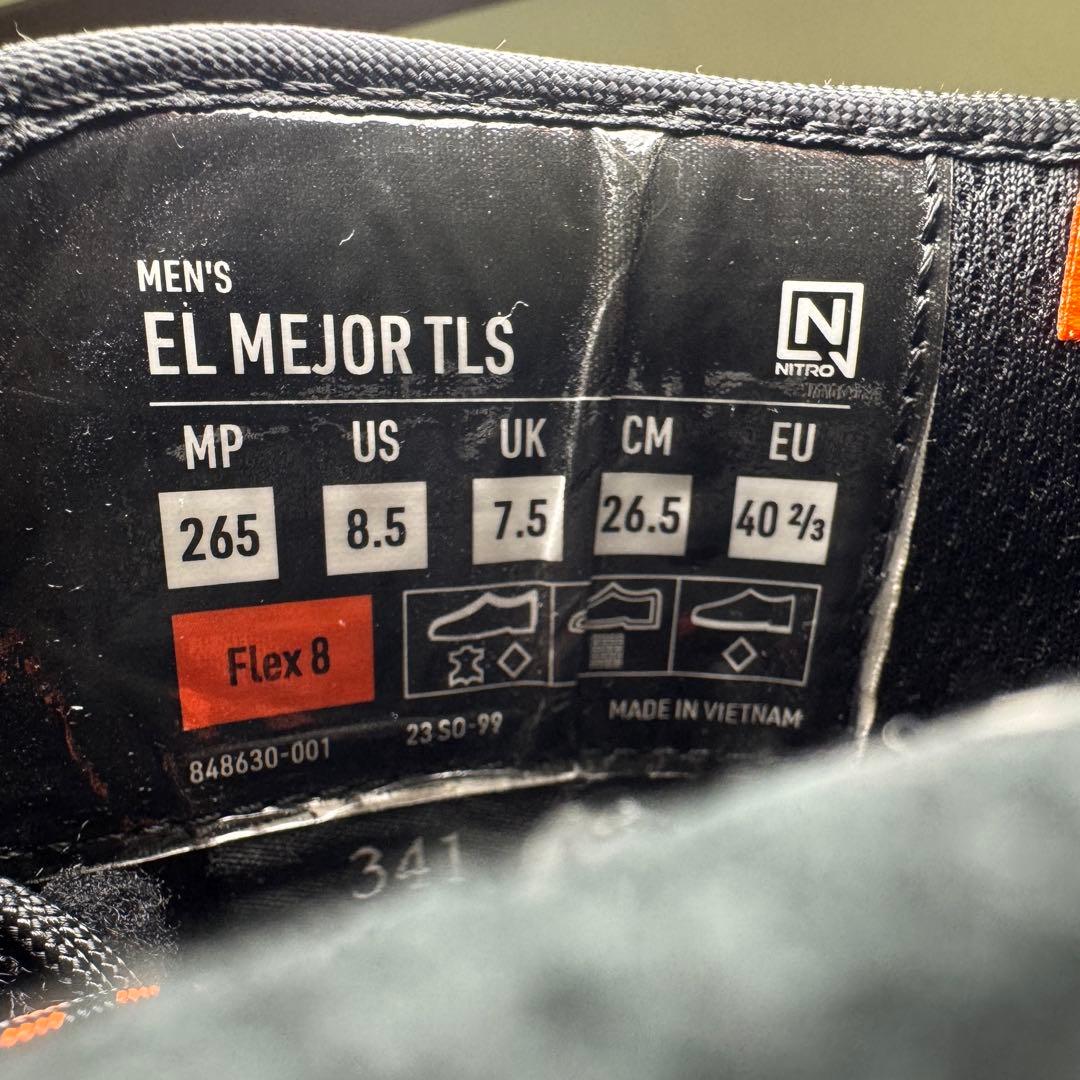 MEN'S
EL MEJOR TLS
N
NITRO
MP US UK CM EU
265 8.5 7.5 26.5 40 ⅔
Flex 8
MADE IN VIETNAM
23 SO-99
848630-001
341